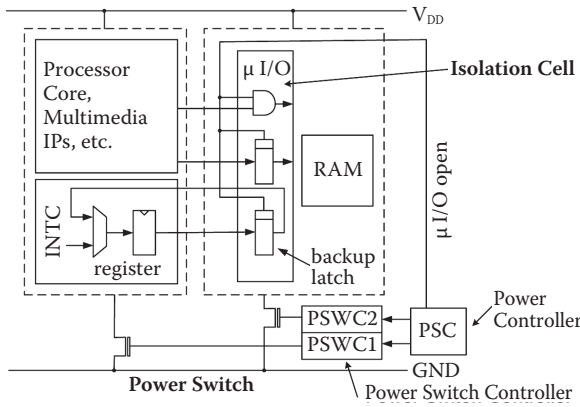 VDD
Processor
Core,
Multimedia
IPs, etc.
μ I/O
Isolation Cell
RAM
μ I/O open
INTC
register
backup
latch
PSWC2
PSWC1
PSC
Power
Controller
GND
Power Switch
Power Switch Controller